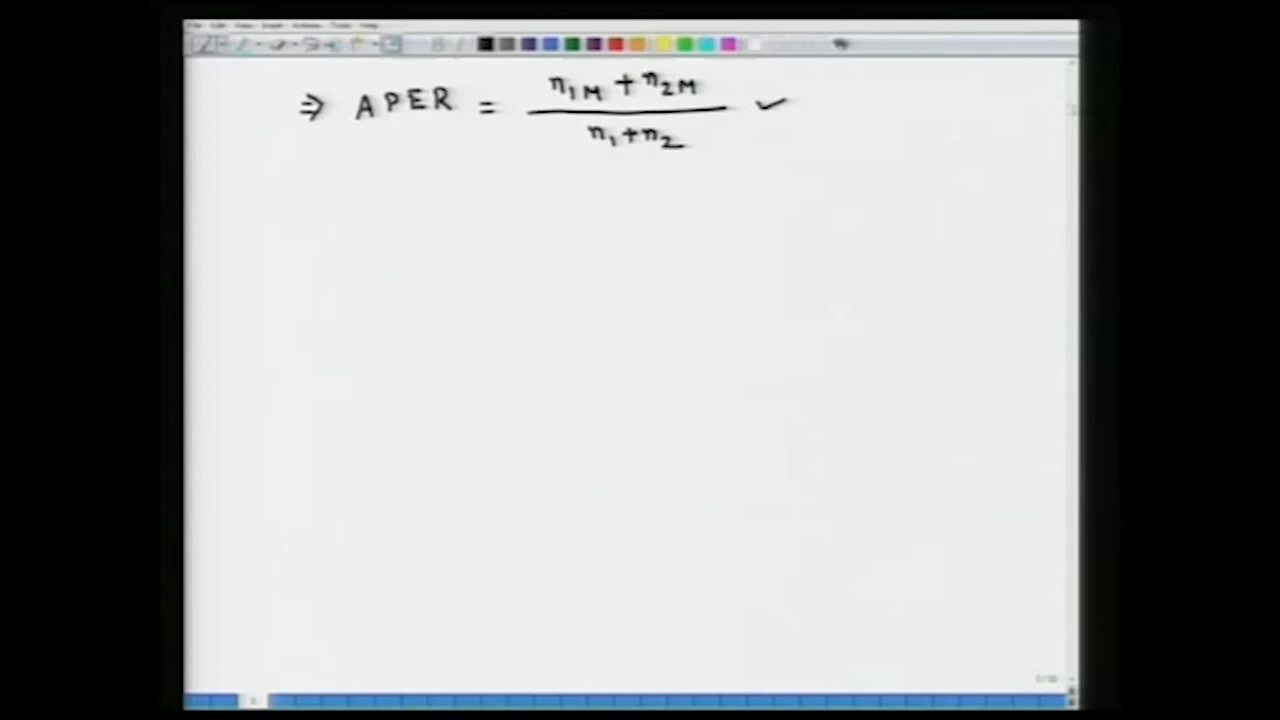 ⇒ APER = (n₁M + n₂M) / (n₁ + n₂) ✓